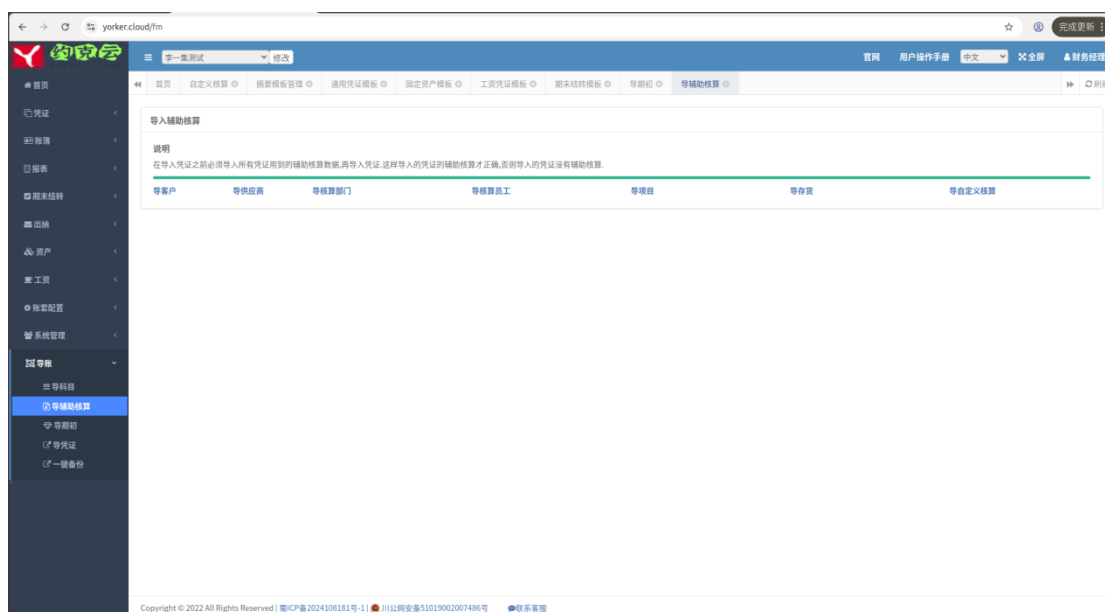 yorker.cloud/fm
完成更新
李一集测试 修改
官网 用户操作手册 中文 全屏 财务经理
首页 自定义核算 摘要模板管理 通用凭证模板 固定资产模板 工资凭证模板 期末结转模板 导期初 导辅助核算
首页
凭证
账簿
报表
期末结转
出纳
资产
工资
账套配置
系统管理
导账
导科目
导辅助核算
导期初
导凭证
一键备份
导入辅助核算
说明
在导入凭证之前必须导入所有凭证用到的辅助核算数据,再导入凭证.这样导入的凭证的辅助核算才正确,否则导入的凭证没有辅助核算.
导客户 导供应商 导核算部门 导核算员工 导项目 导存货 导自定义核算
Copyright © 2022 All Rights Reserved | 蜀ICP备2024108181号-1 | 川公网安备51019002007486号 联系客服